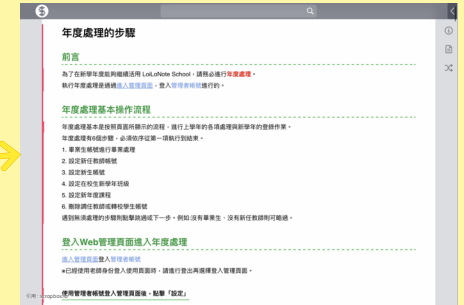 年度處理的步驟
前言
為了在新學年度能夠繼續活用 LoiLoNote School，請務必進行年度處理。
執行年度處理是通過進入管理頁面，登入管理者帳號進行的。
年度處理基本操作流程
年度處理基本是按照頁面所顯示的流程，進行上學年的各項處理與新學年的登錄作業。
年度處理有6個步驟，必須依序從第一項執行到結束。
1. 畢業生帳號進行畢業處理
2. 設定新任教師帳號
3. 設定新生帳號
4. 設定在校生新學年班級
5. 設定新年度課程
6. 刪除調任教師或轉校學生帳號
遇到無須處理的步驟則點擊跳過或下一步。例如:沒有畢業生、沒有新任教師則可略過。
登入Web管理頁面進入年度處理
進入管理頁面登入管理者帳號
※已經使用老師身份登入使用頁面時，請進行登出再選擇登入管理頁面。
使用管理者帳號登入管理頁面後，點擊「設定」